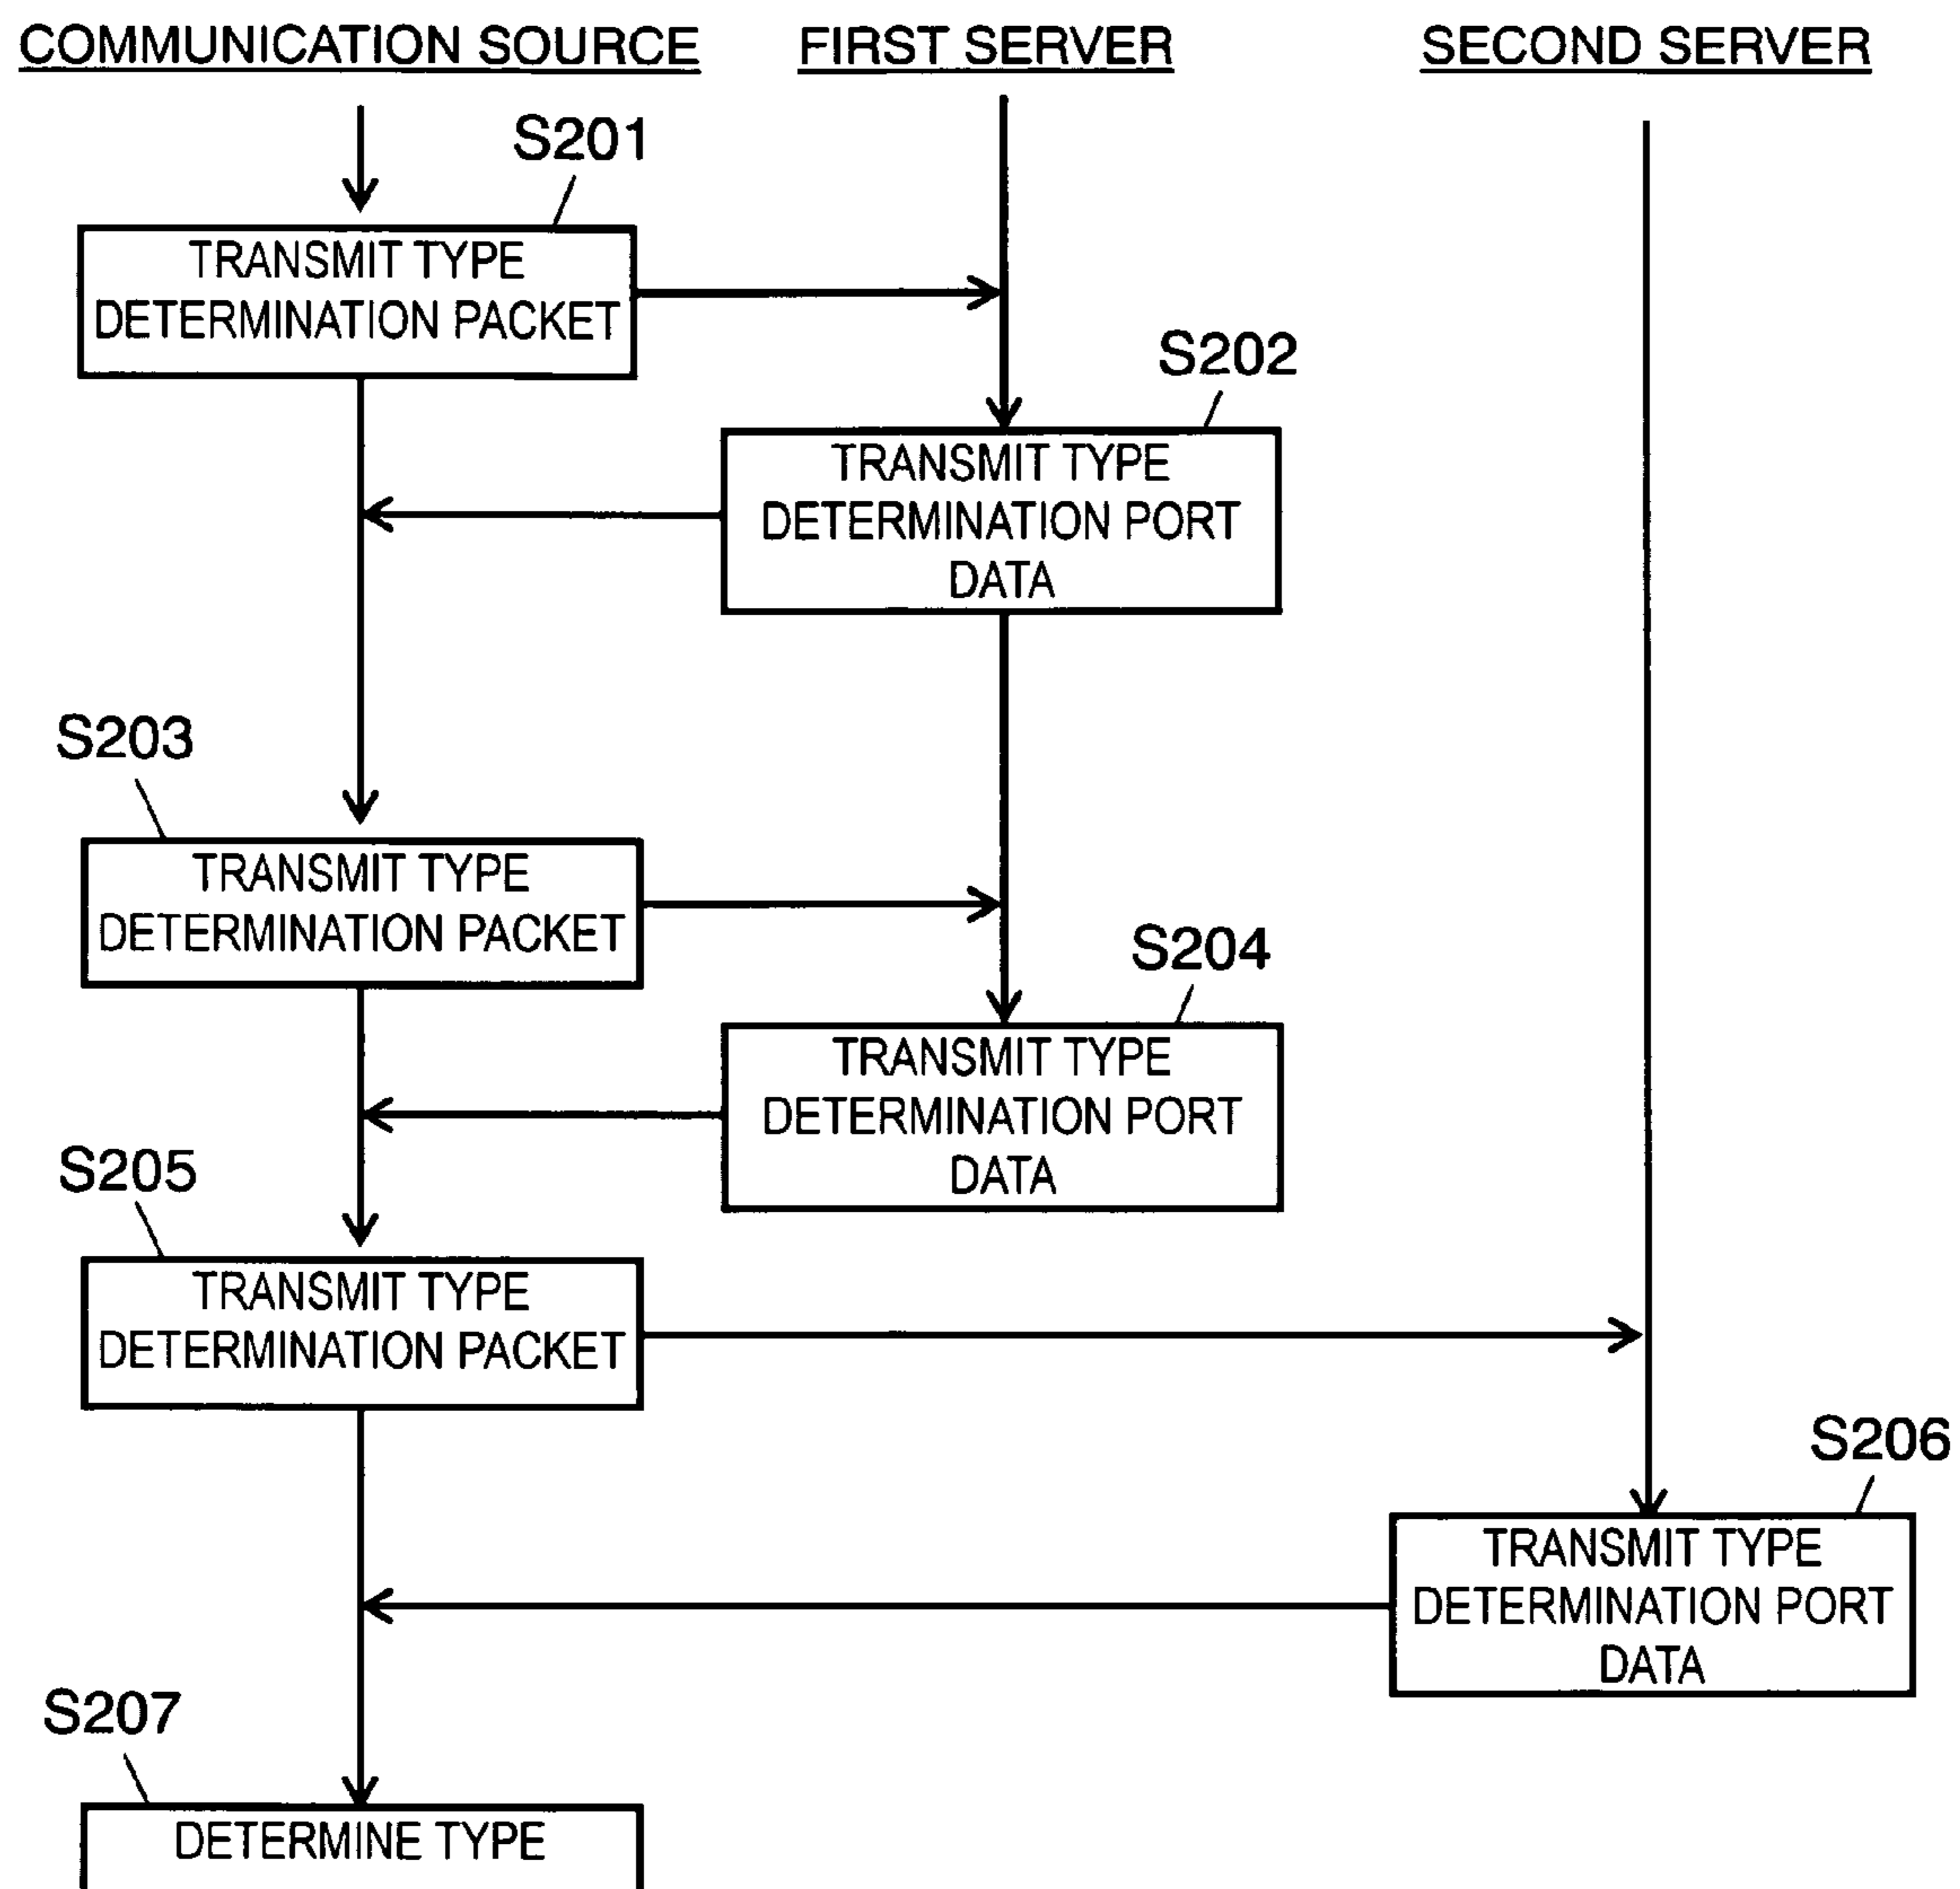 COMMUNICATION SOURCE
FIRST SERVER
SECOND SERVER
S201
TRANSMIT TYPE
DETERMINATION PACKET
S202
TRANSMIT TYPE
DETERMINATION PORT
DATA
S203
TRANSMIT TYPE
DETERMINATION PACKET
S204
TRANSMIT TYPE
DETERMINATION PORT
DATA
S205
TRANSMIT TYPE
DETERMINATION PACKET
S206
TRANSMIT TYPE
DETERMINATION PORT
DATA
S207
DETERMINE TYPE